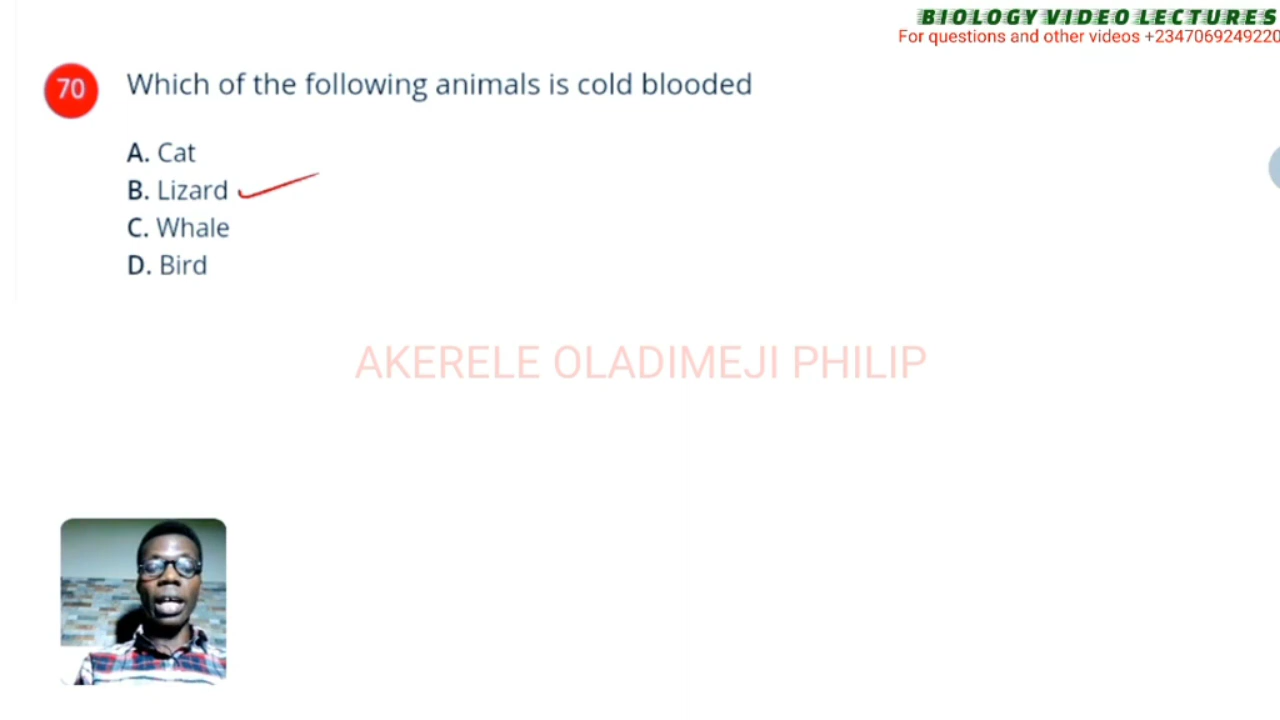 BIOLOGY VIDEO LECTURES
For questions and other videos +2347069249220
70 Which of the following animals is cold blooded
A. Cat
B. Lizard
C. Whale
D. Bird
AKERELE OLADIMEJI PHILIP